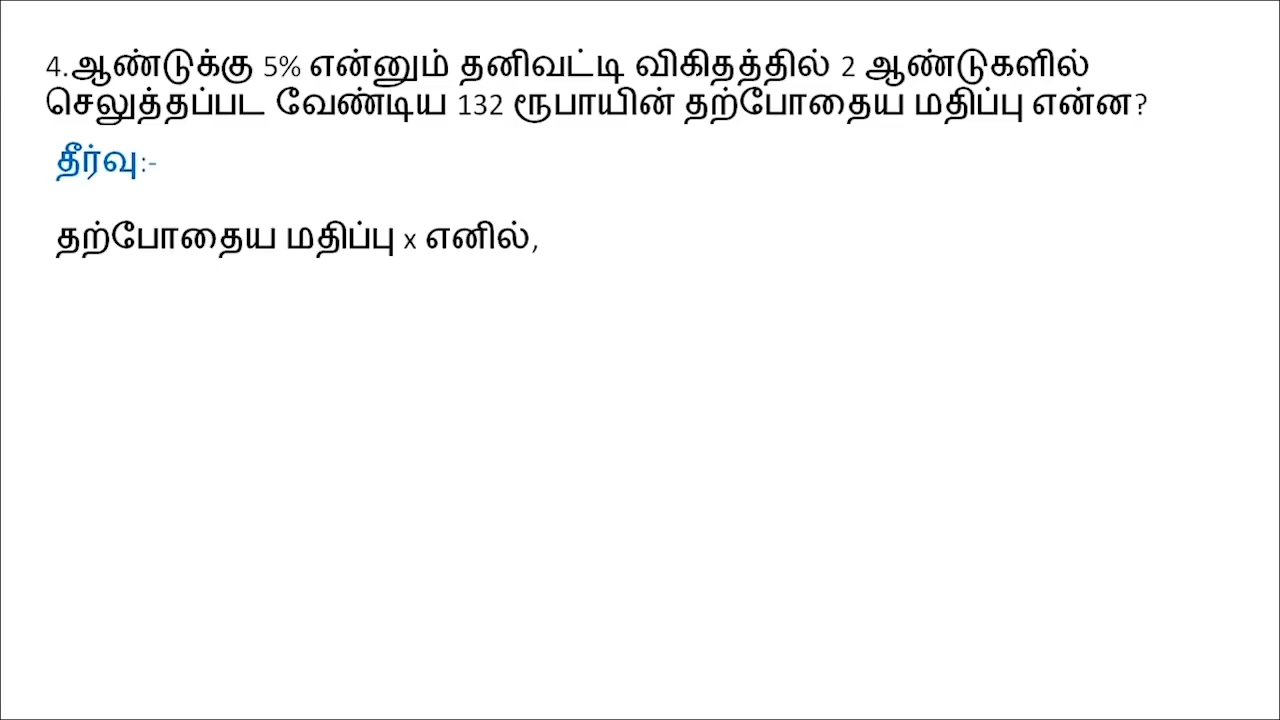 4.ஆண்டுக்கு 5% என்னும் தனிவட்டி விகிதத்தில் 2 ஆண்டுகளில்
செலுத்தப்பட வேண்டிய 132 ரூபாயின் தற்போதைய மதிப்பு என்ன?
தீர்வு:-
தற்போதைய மதிப்பு x எனில்,